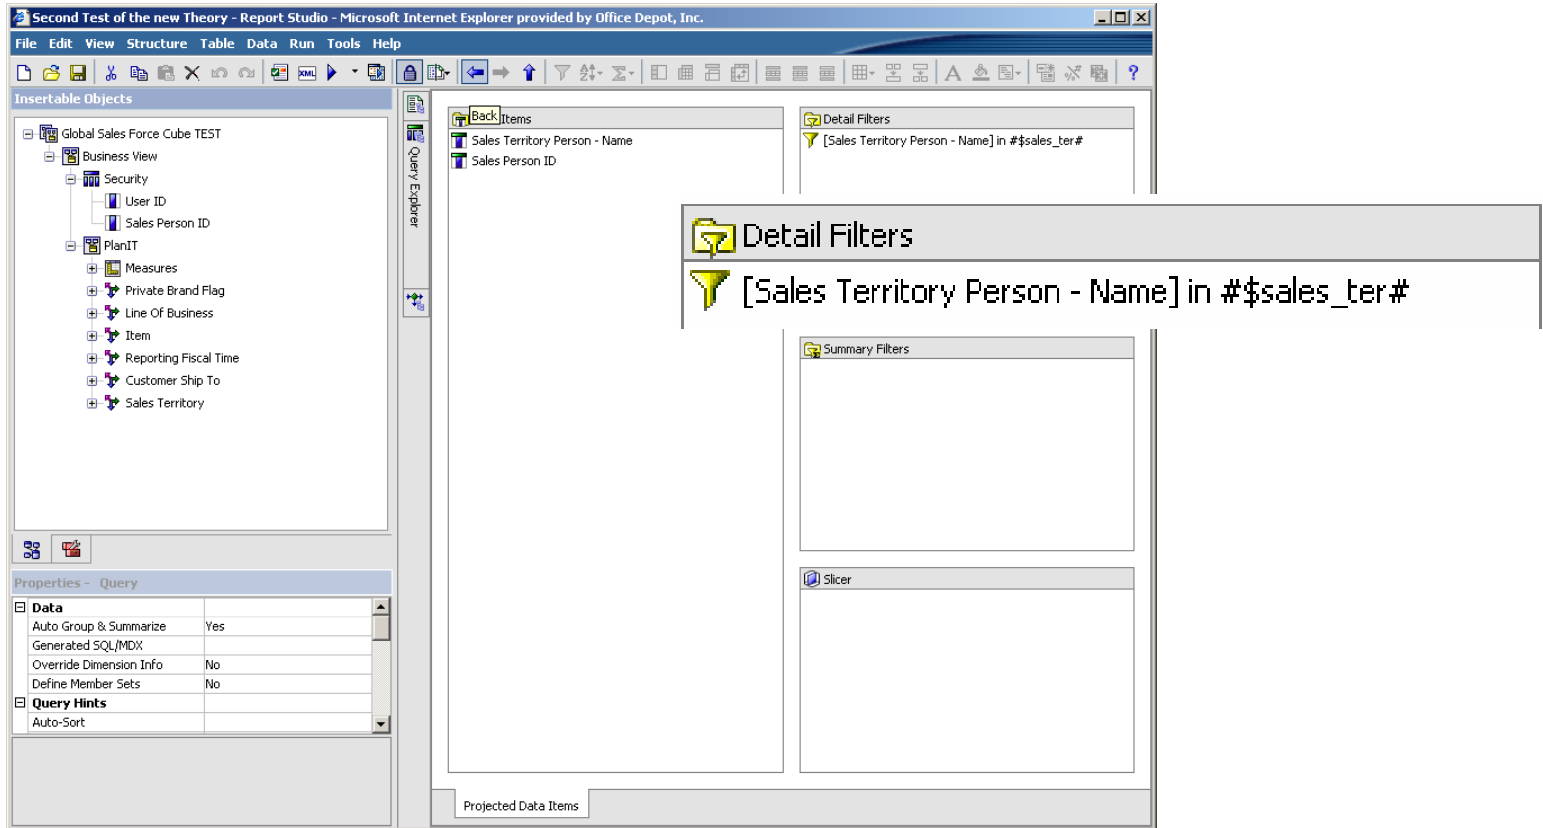 Second Test of the new Theory - Report Studio - Microsoft Internet Explorer provided by Office Depot, Inc.
File Edit View Structure Table Data Run Tools Help
XML
A
?
Insertable Objects
Global Sales Force Cube TEST
Business View
Security
User ID
Sales Person ID
PlanIT
Measures
Private Brand Flag
Line Of Business
Item
Reporting Fiscal Time
Customer Ship To
Sales Territory
Properties - Query
Data
Auto Group & Summarize Yes
Generated SQL/MDX
Override Dimension Info No
Define Member Sets No
Query Hints
Auto-Sort
Query Explorer
Back Items
Sales Territory Person - Name
Sales Person ID
Detail Filters
[Sales Territory Person - Name] in #$sales_ter#
Detail Filters
[Sales Territory Person - Name] in #$sales_ter#
Summary Filters
Slicer
Projected Data Items